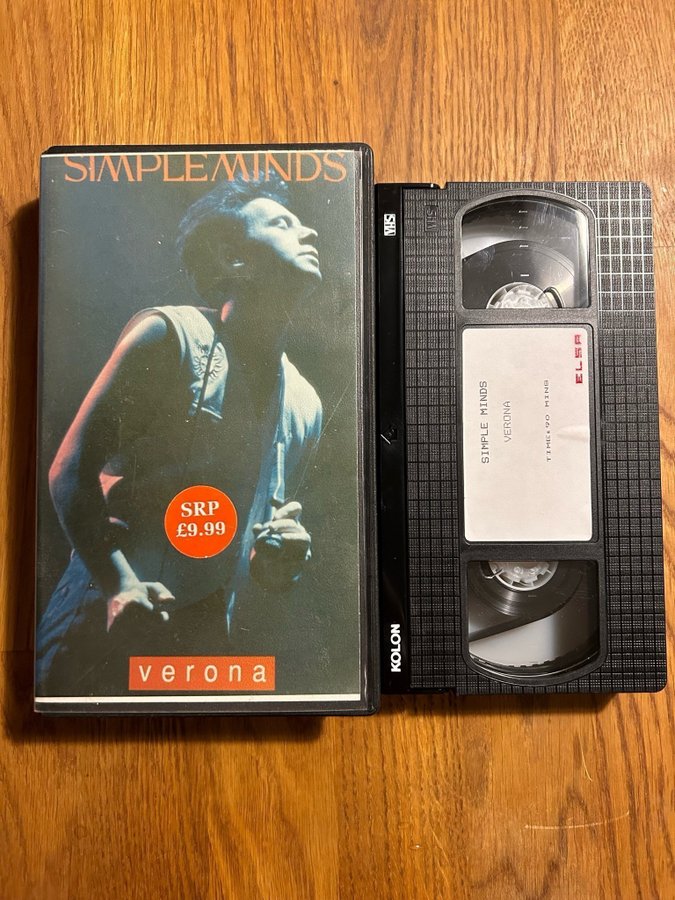 SIMPLE MINDS
SRP
£9.99
verona
VHS
KOLON
SIMPLE MINDS
VERONA
TIME:90 MINS
ELSA